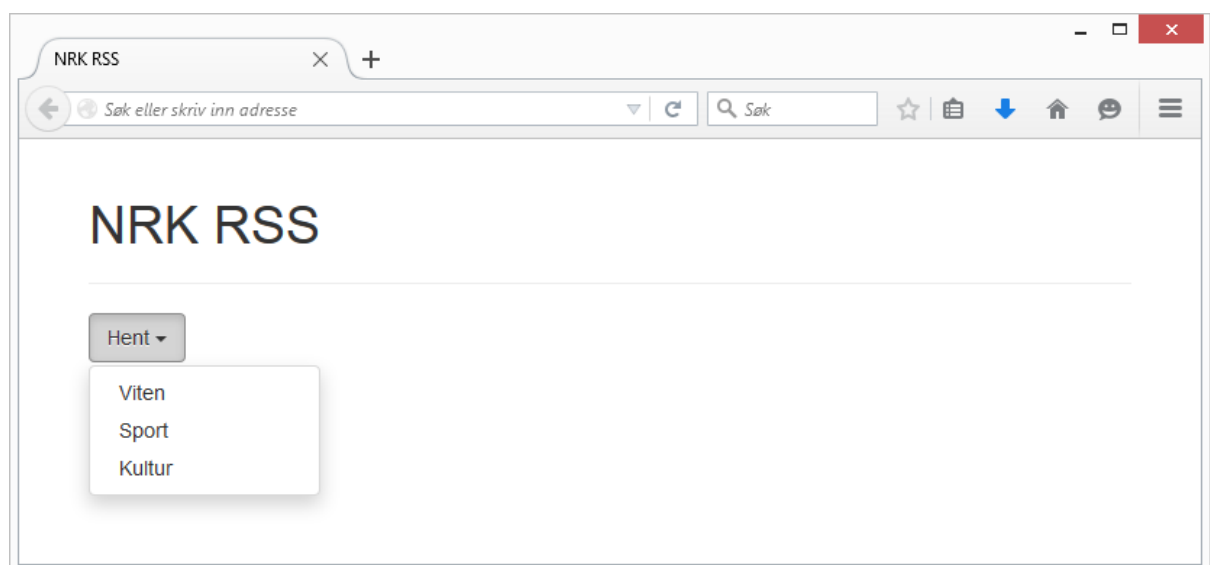 NRK RSS
Søk eller skriv inn adresse
Søk
NRK RSS
Hent
Viten
Sport
Kultur